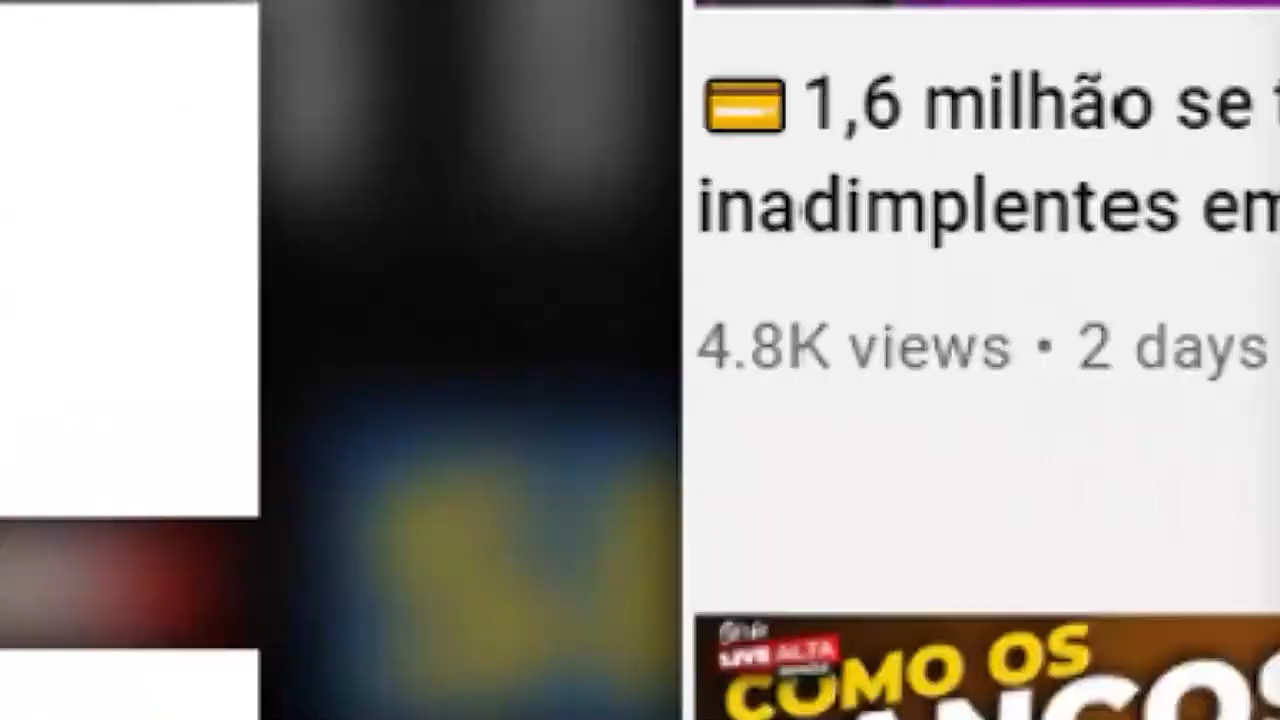 💳 1,6 milhão se
inadimplentes em
4.8K views • 2 days
LIVE ALTA
COMO OS